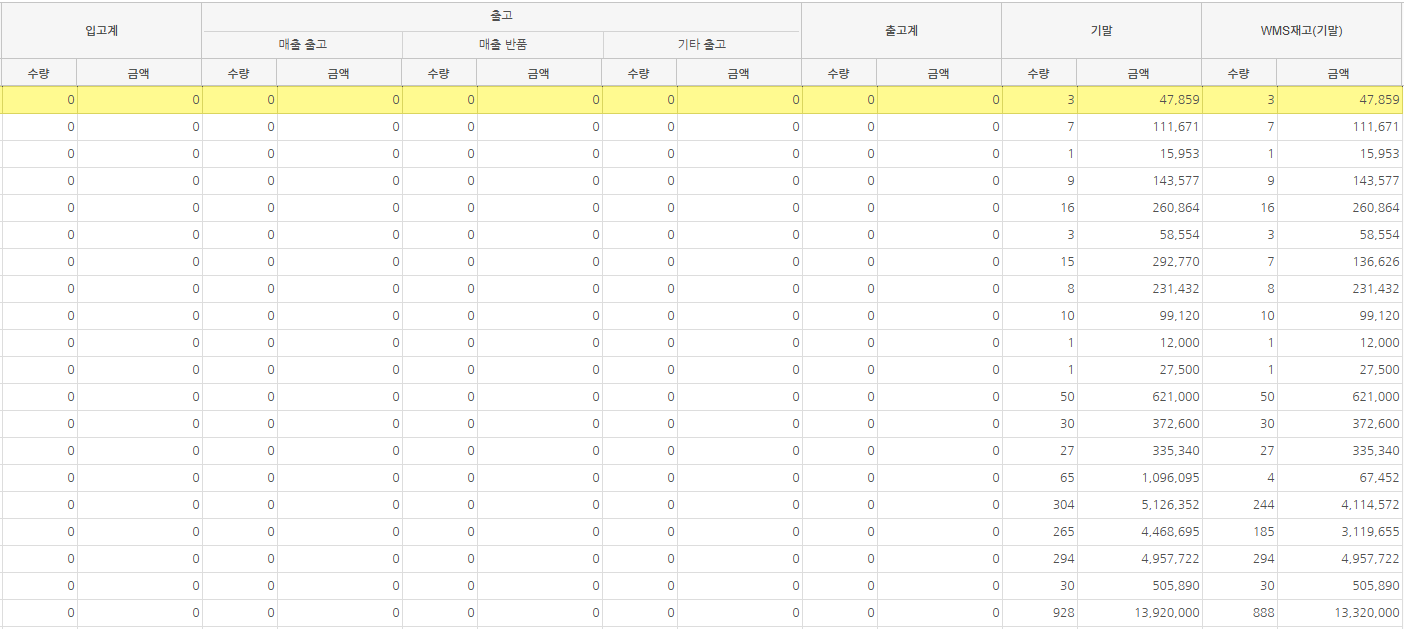 입고계 출고 출고계 기말 WMS재고(기말)
매출 출고 매출 반품 기타 출고
수량 금액 수량 금액 수량 금액 수량 금액 수량 금액 수량 금액 수량 금액
0 0 0 0 0 0 0 0 0 0 3 47,859 3 47,859
0 0 0 0 0 0 0 0 0 0 7 111,671 7 111,671
0 0 0 0 0 0 0 0 0 0 1 15,953 1 15,953
0 0 0 0 0 0 0 0 0 0 9 143,577 9 143,577
0 0 0 0 0 0 0 0 0 0 16 260,864 16 260,864
0 0 0 0 0 0 0 0 0 0 3 58,554 3 58,554
0 0 0 0 0 0 0 0 0 0 15 292,770 7 136,626
0 0 0 0 0 0 0 0 0 0 8 231,432 8 231,432
0 0 0 0 0 0 0 0 0 0 10 99,120 10 99,120
0 0 0 0 0 0 0 0 0 0 1 12,000 1 12,000
0 0 0 0 0 0 0 0 0 0 1 27,500 1 27,500
0 0 0 0 0 0 0 0 0 0 50 621,000 50 621,000
0 0 0 0 0 0 0 0 0 0 30 372,600 30 372,600
0 0 0 0 0 0 0 0 0 0 27 335,340 27 335,340
0 0 0 0 0 0 0 0 0 0 65 1,096,095 4 67,452
0 0 0 0 0 0 0 0 0 0 304 5,126,352 244 4,114,572
0 0 0 0 0 0 0 0 0 0 265 4,468,695 185 3,119,655
0 0 0 0 0 0 0 0 0 0 294 4,957,722 294 4,957,722
0 0 0 0 0 0 0 0 0 0 30 505,890 30 505,890
0 0 0 0 0 0 0 0 0 0 928 13,920,000 888 13,320,000